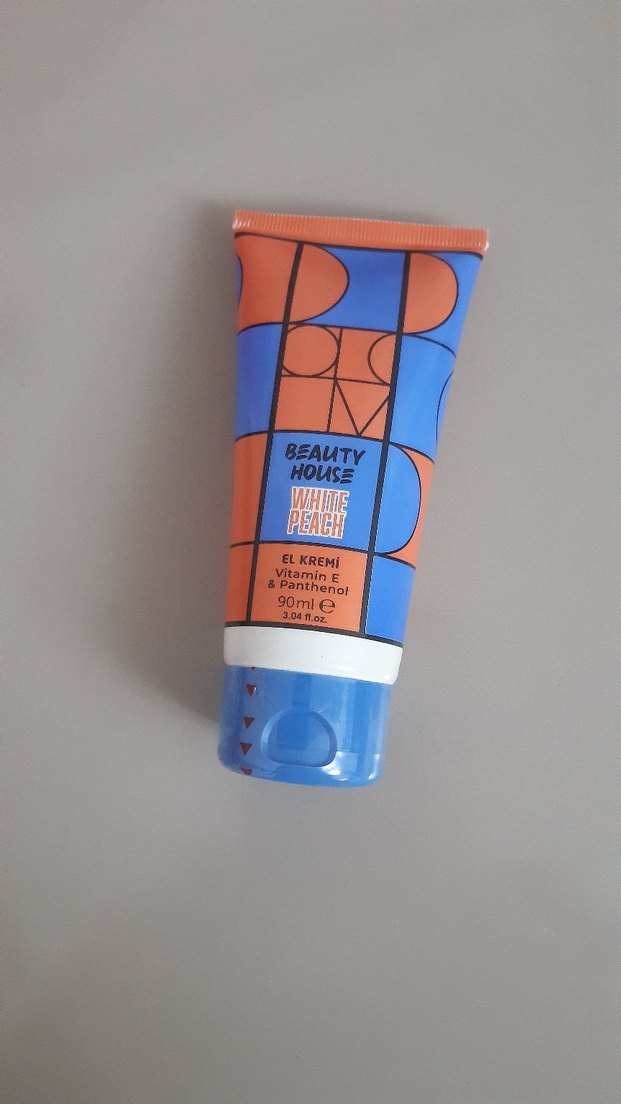 BEAUTY
HOUSE
WHITE
PEACH
EL KREMİ
Vitamin E
& Panthenol
90ml ℮
3.04 fl.oz.